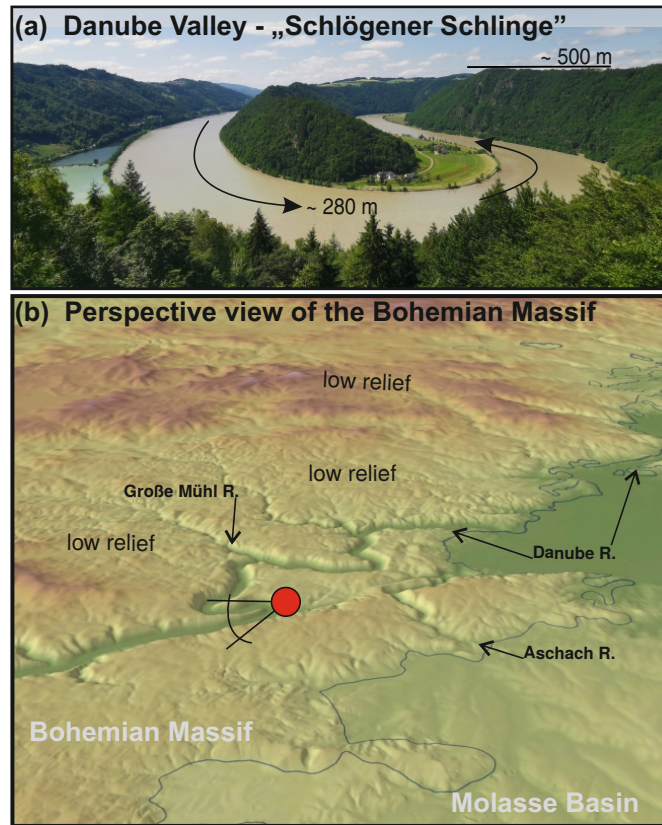 (a) Danube Valley - „Schlögener Schlinge”
~ 500 m
~ 280 m
(b) Perspective view of the Bohemian Massif
low relief
low relief
Große Mühl R.
low relief
Danube R.
Aschach R.
Bohemian Massif
Molasse Basin